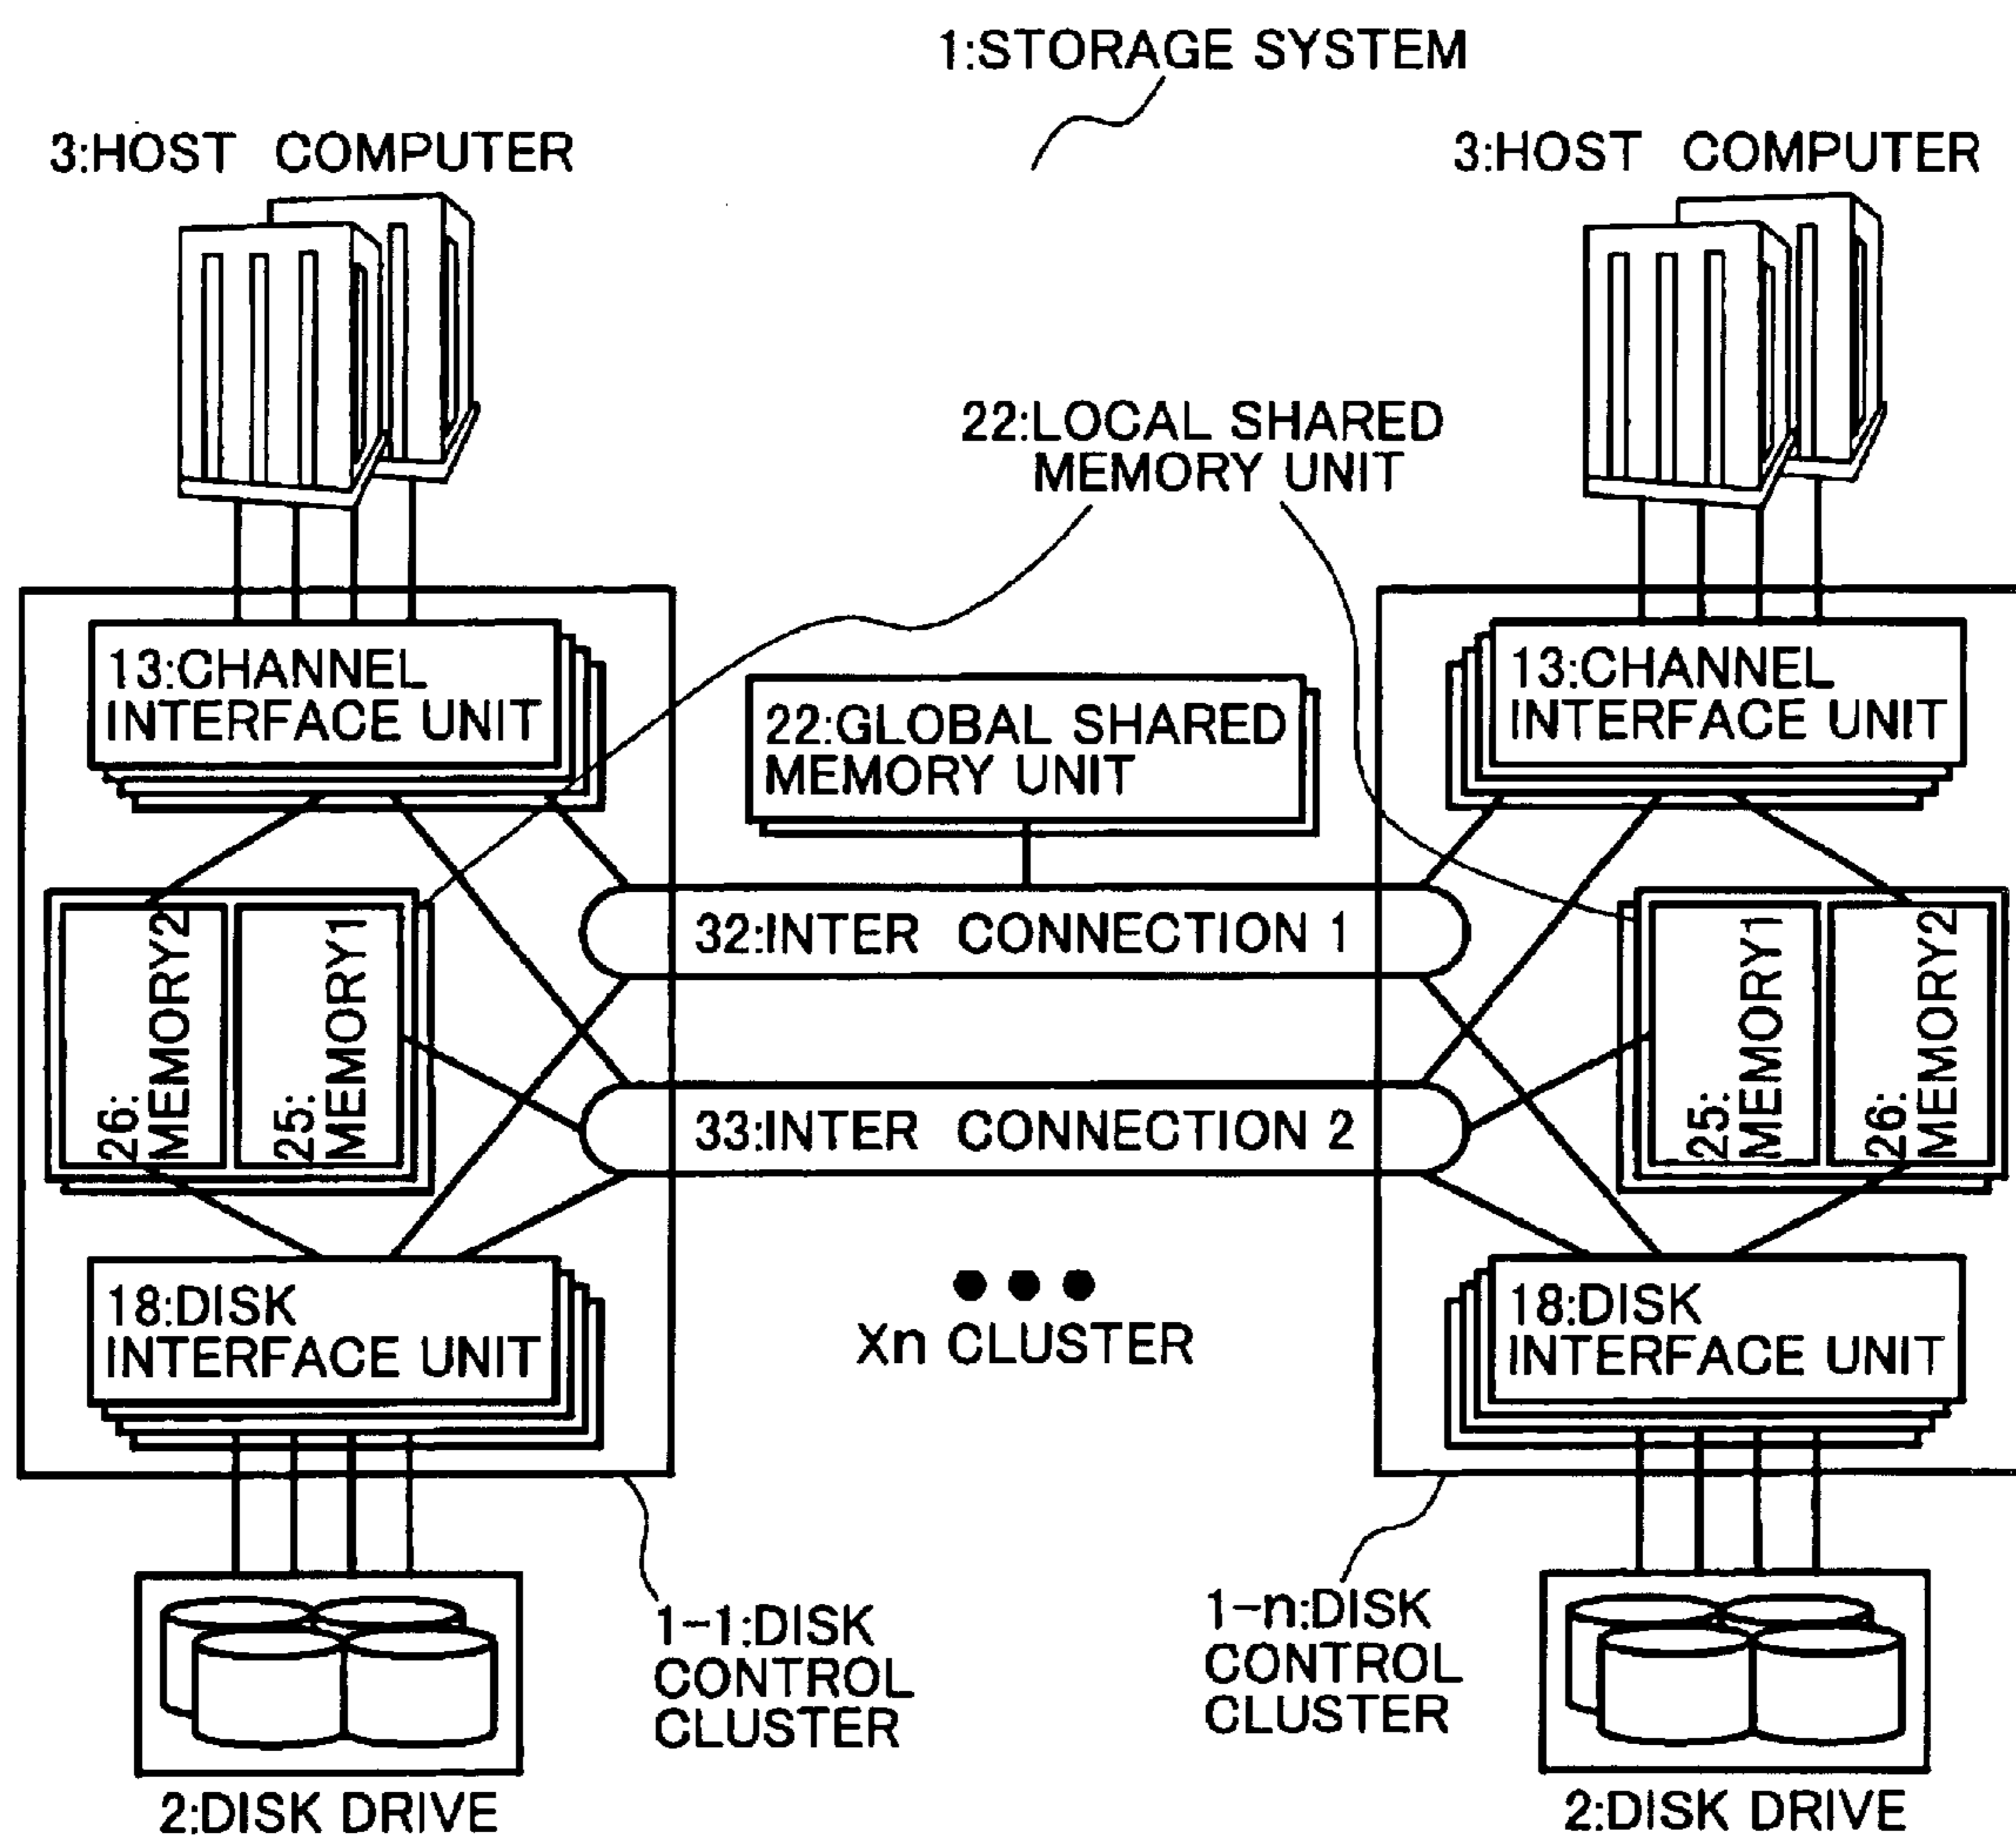 1:STORAGE SYSTEM
3:HOST COMPUTER
3:HOST COMPUTER
22:LOCAL SHARED
MEMORY UNIT
13:CHANNEL
INTERFACE UNIT
22:GLOBAL SHARED
MEMORY UNIT
13:CHANNEL
INTERFACE UNIT
26:
MEMORY2
25:
MEMORY1
32:INTER CONNECTION 1
33:INTER CONNECTION 2
25:
MEMORY1
26:
MEMORY2
18:DISK
INTERFACE UNIT
Xn CLUSTER
18:DISK
INTERFACE UNIT
1-1:DISK
CONTROL
CLUSTER
1-n:DISK
CONTROL
CLUSTER
2:DISK DRIVE
2:DISK DRIVE